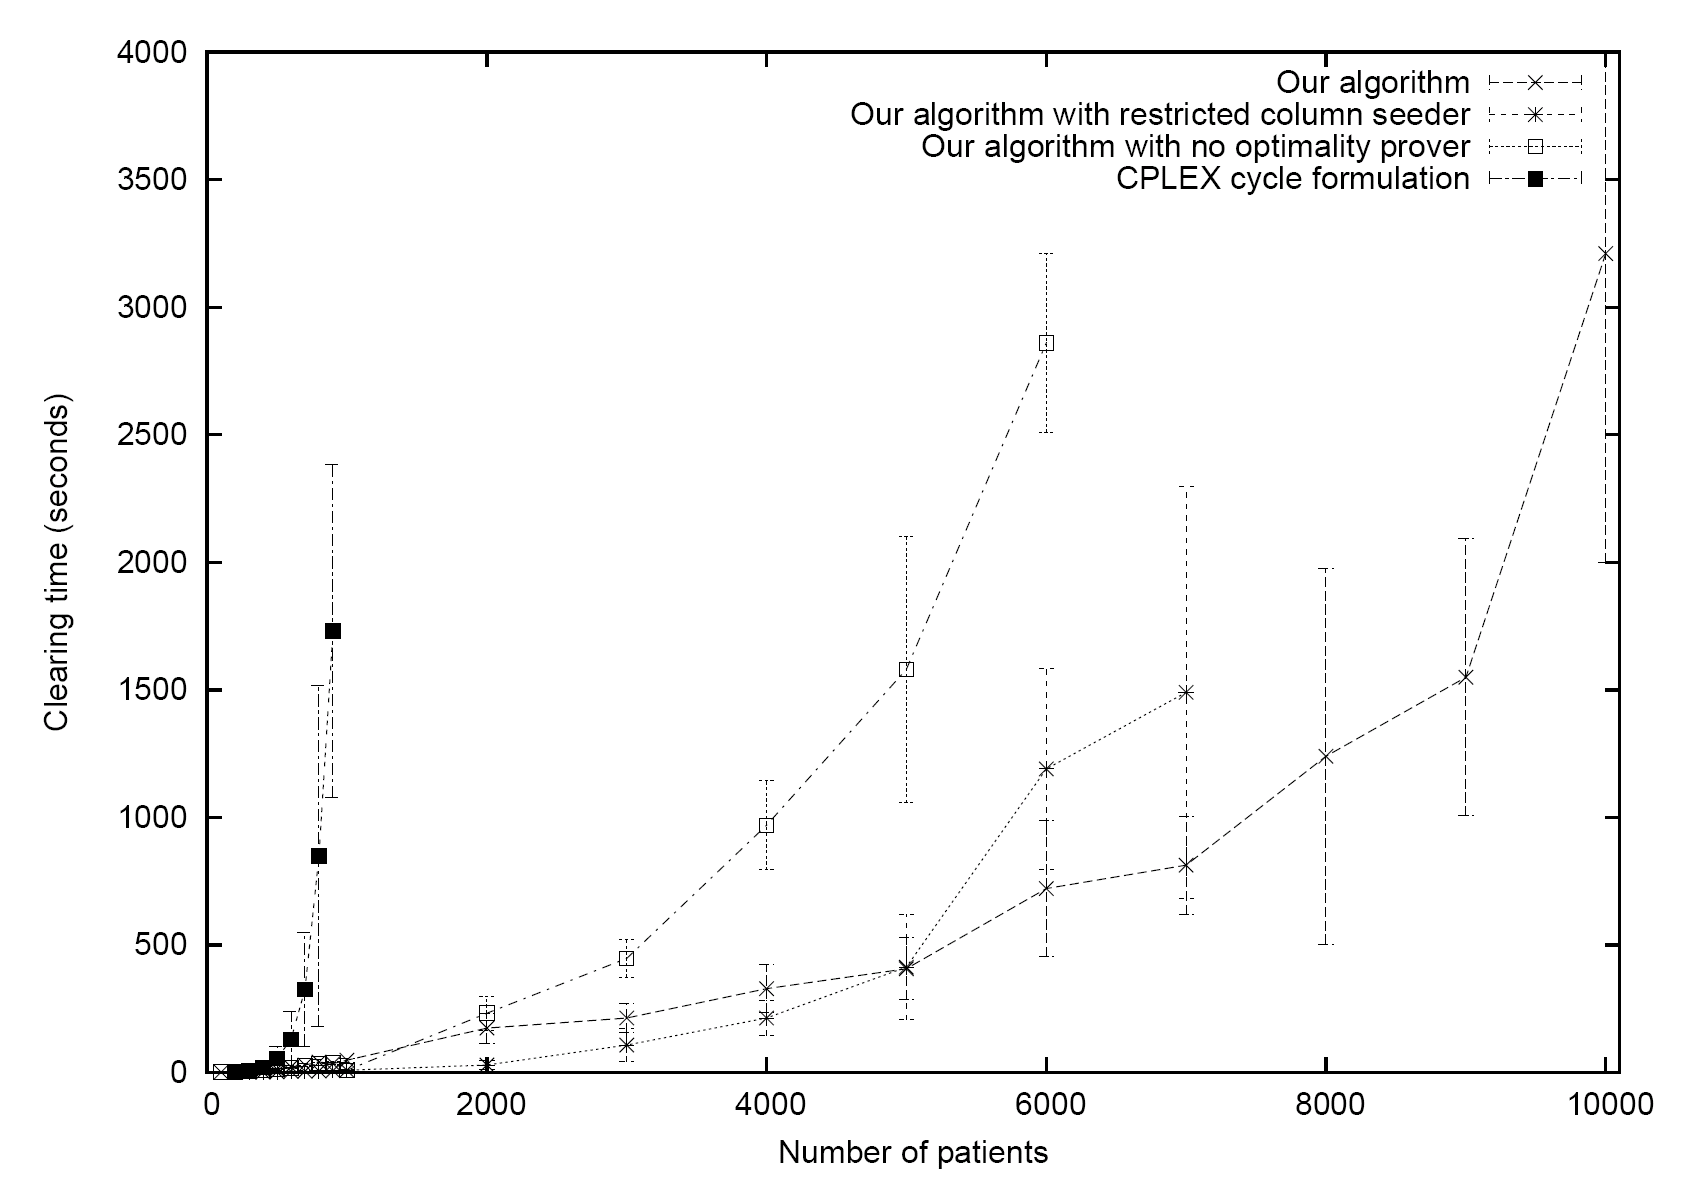 4000
3500
3000
2500
2000
1500
1000
500
0
Clearing time (seconds)
Our algorithm
Our algorithm with restricted column seeder
Our algorithm with no optimality prover
CPLEX cycle formulation
0 2000 4000 6000 8000 10000
Number of patients